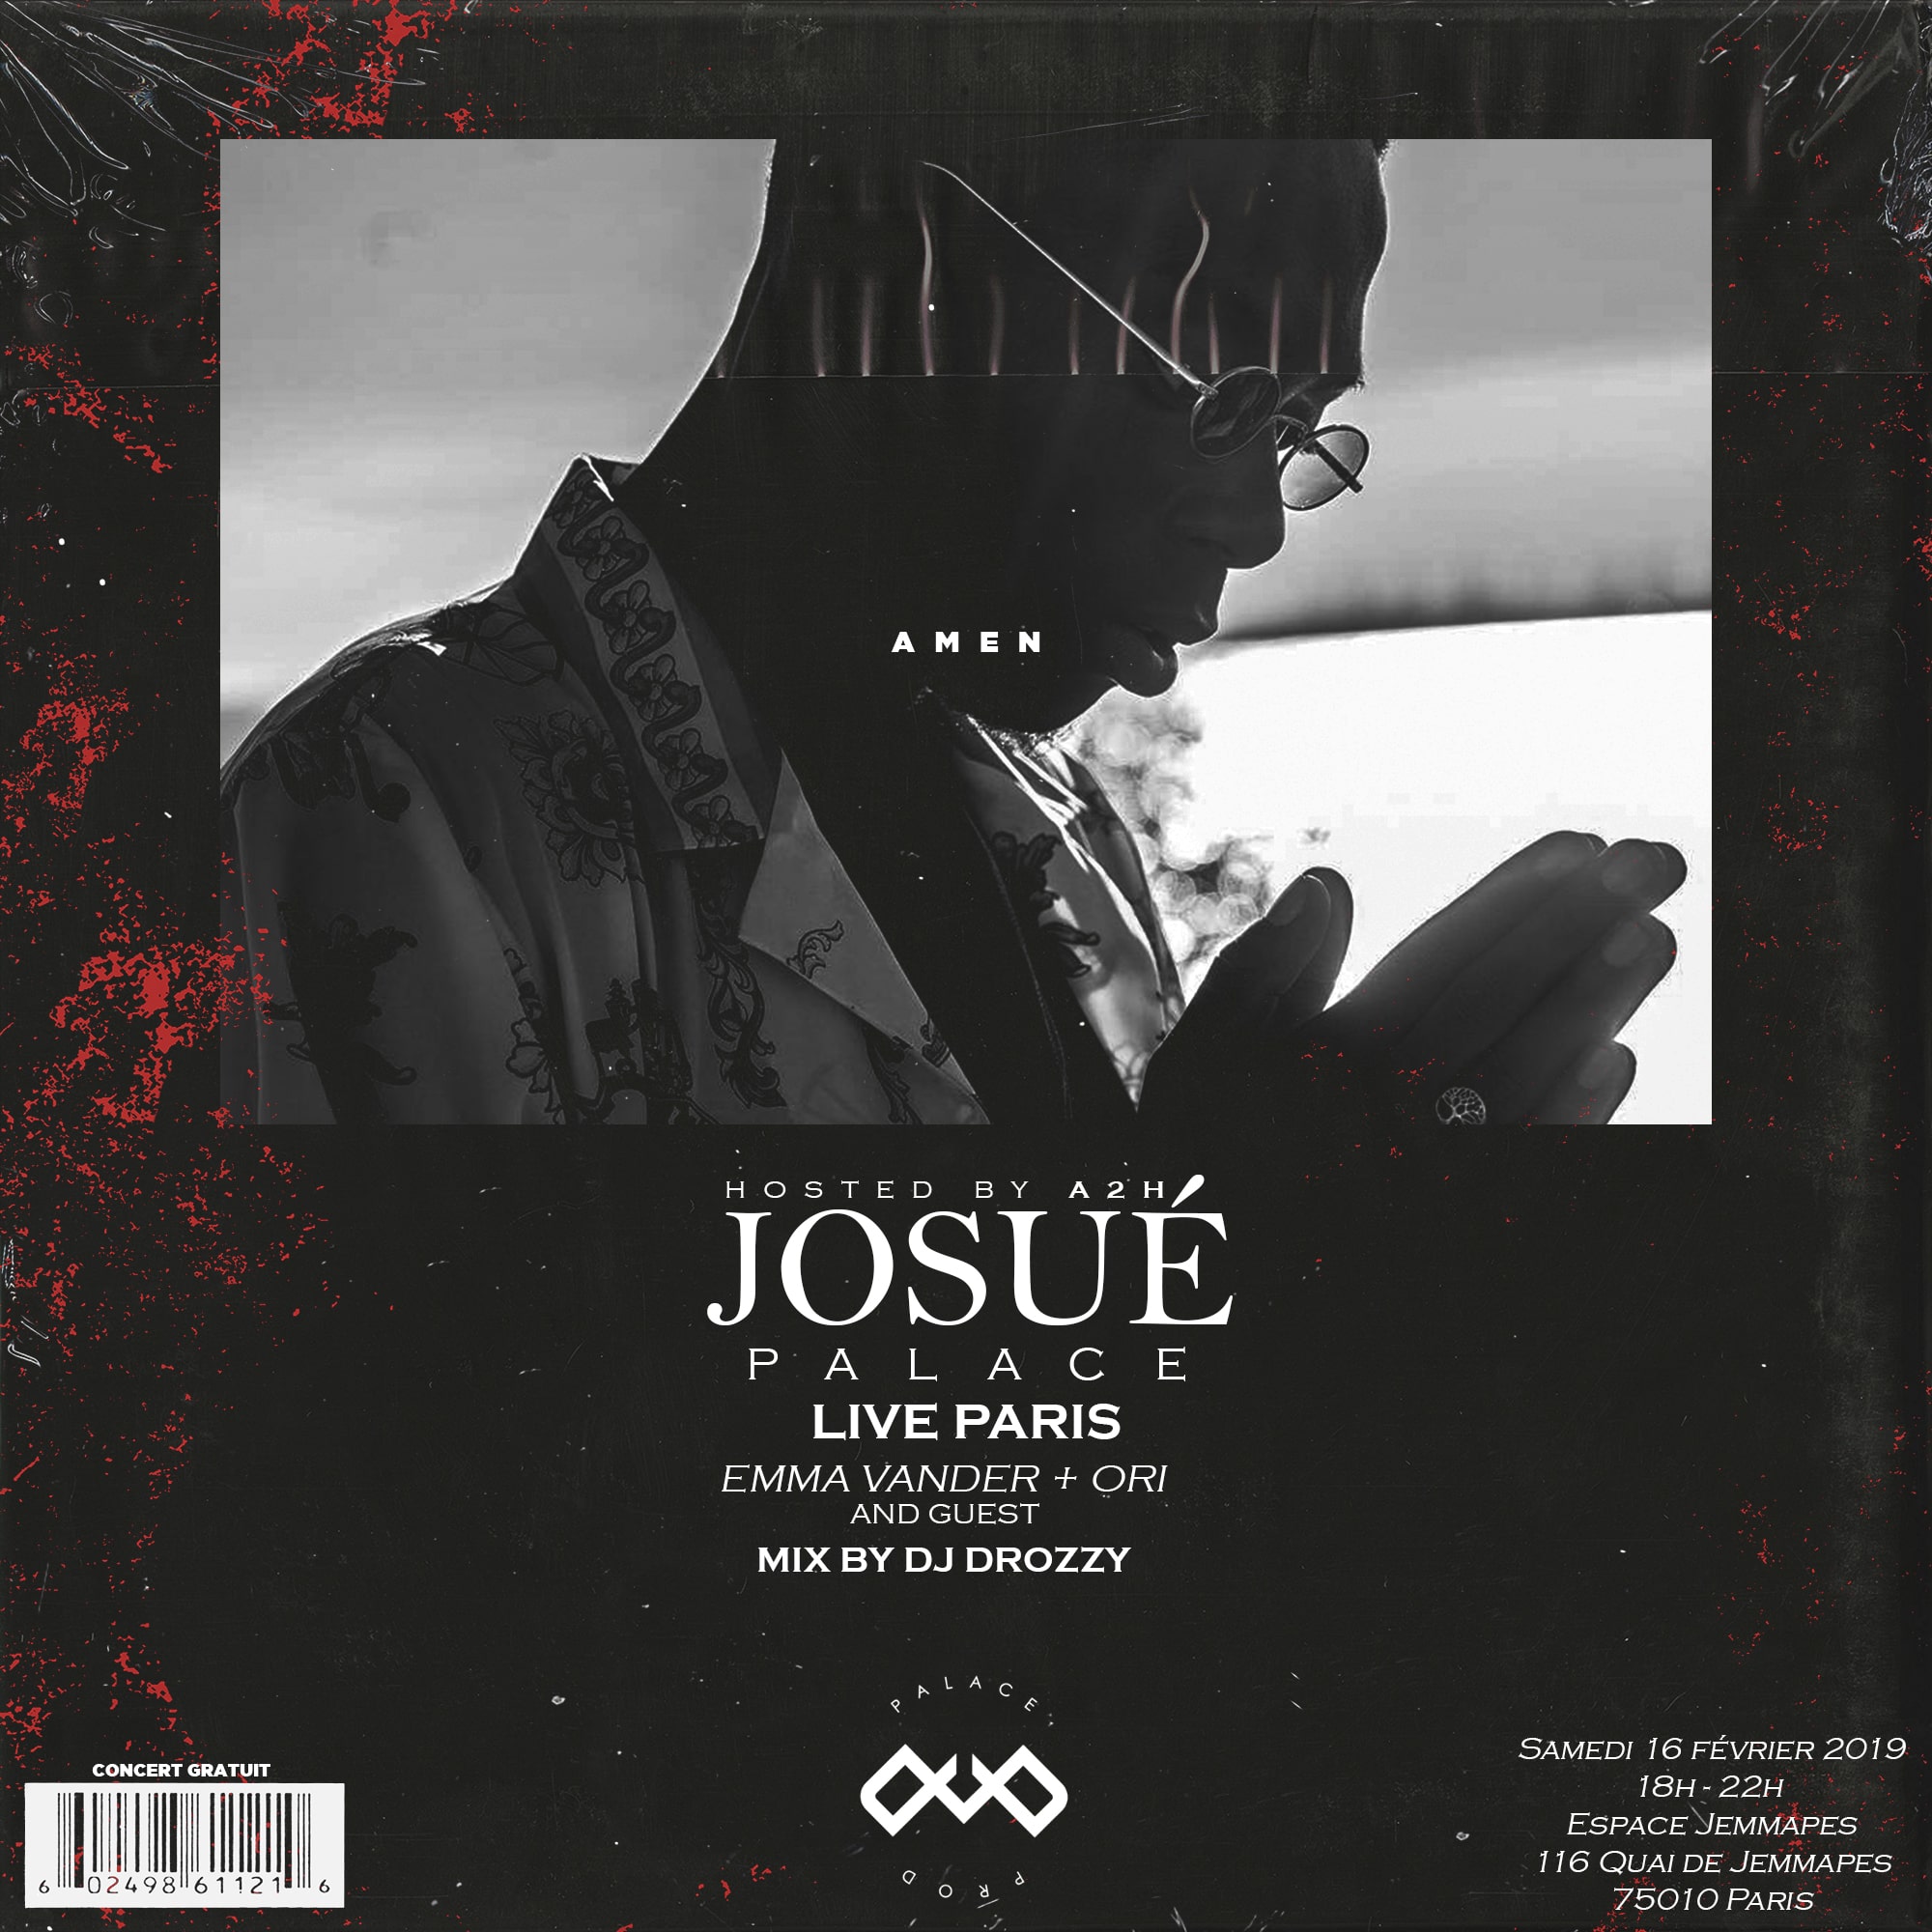 AMEN
HOSTED BY A2H
JOSUÉ
PALACE
LIVE PARIS
EMMA VANDER + ORI
AND GUEST
MIX BY DJ DROZZY
PALACE
PROD
CONCERT GRATUIT
6 02498 61121 6
SAMEDI 16 FÉVRIER 2019
18H - 22H
ESPACE JEMMAPES
116 QUAI DE JEMMAPES
75010 PARIS